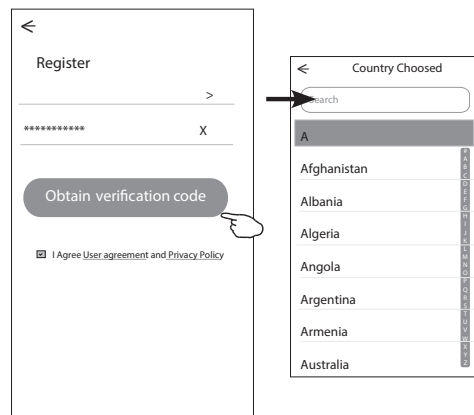 Register
>
*********** X
Obtain verification code
I Agree User agreement and Privacy Policy
Country Choosed
Search
A
Afghanistan
Albania
Algeria
Angola
Argentina
Armenia
Australia
#
A
B
C
D
E
F
G
H
I
J
K
L
M
N
O
P
Q
R
S
T
U
V
W
X
Y
Z